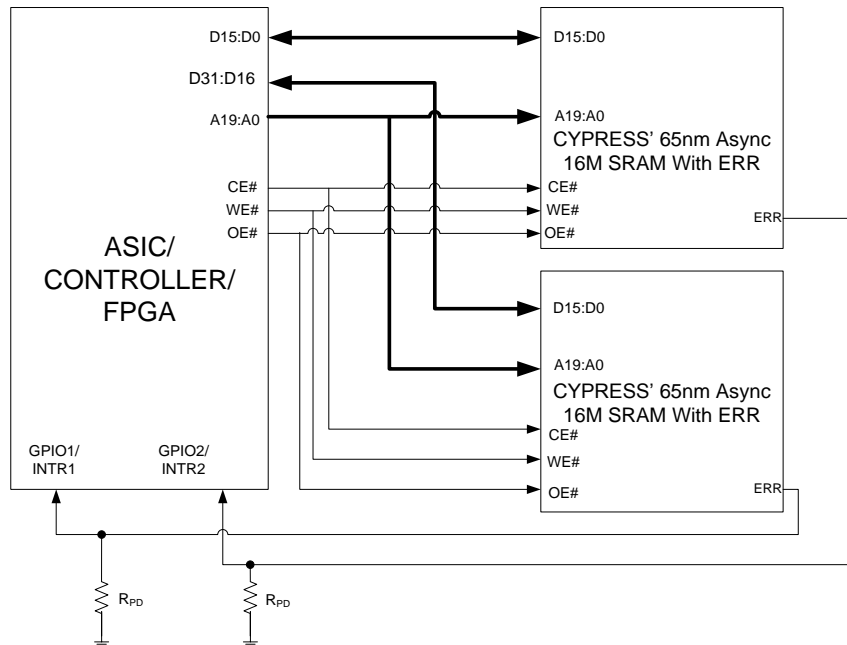 D15:D0
D31:D16
A19:A0
CE#
WE#
OE#
ASIC/
CONTROLLER/
FPGA
GPIO1/
INTR1
GPIO2/
INTR2
D15:D0
A19:A0
CYPRESS' 65nm Async
16M SRAM With ERR
CE#
WE#
OE#
ERR
D15:D0
A19:A0
CYPRESS' 65nm Async
16M SRAM With ERR
CE#
WE#
OE#
ERR
RPD
RPD